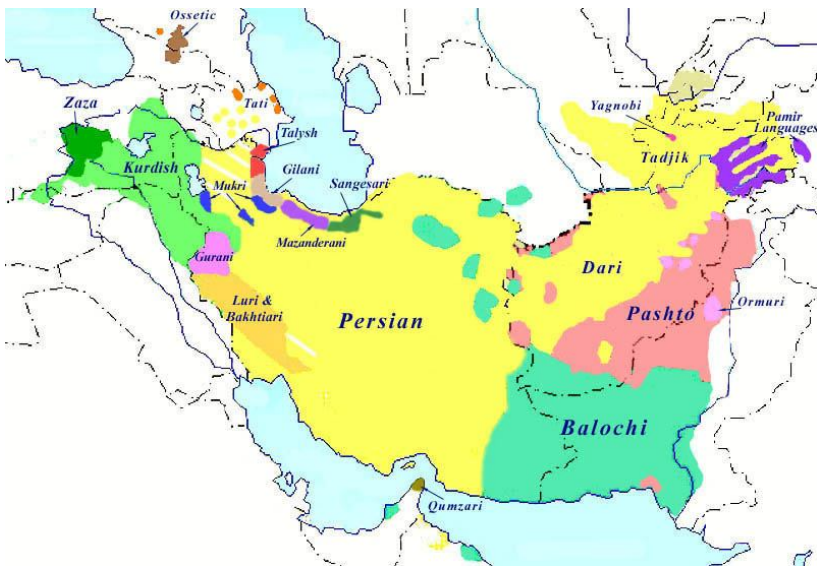 Ossetic
Zaza
Tati
Yagnobi
Pamir
Languages
Talysh
Tadjik
Kurdish
Gilani
Mukri
Sangesari
Mazanderani
Gurani
Dari
Luri &
Bakhtiari
Persian
Pashto
Ormuri
Balochi
Qumzari